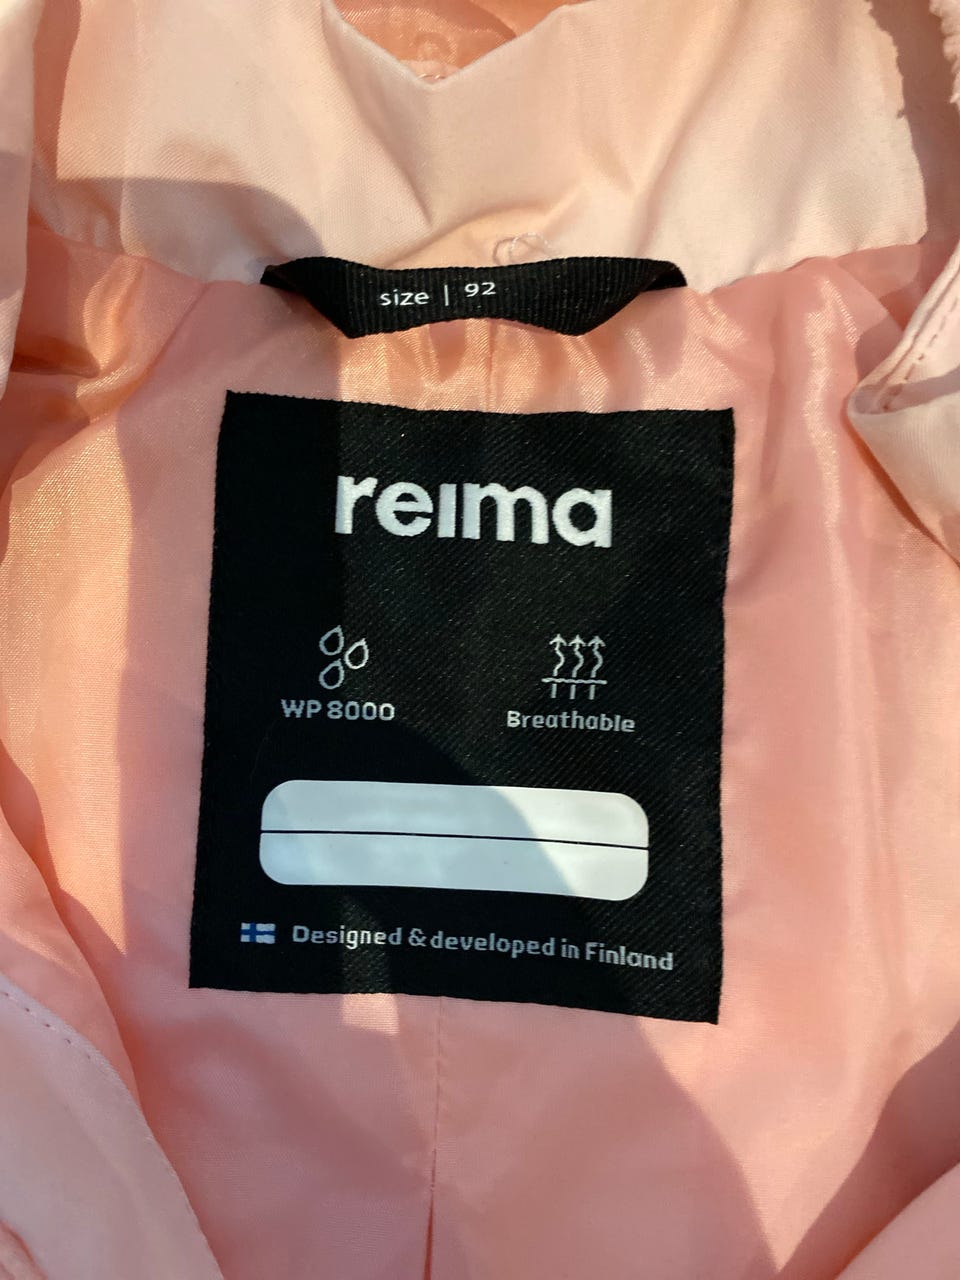 size | 92
reima
WP 8000
Breathable
Designed & developed in Finland